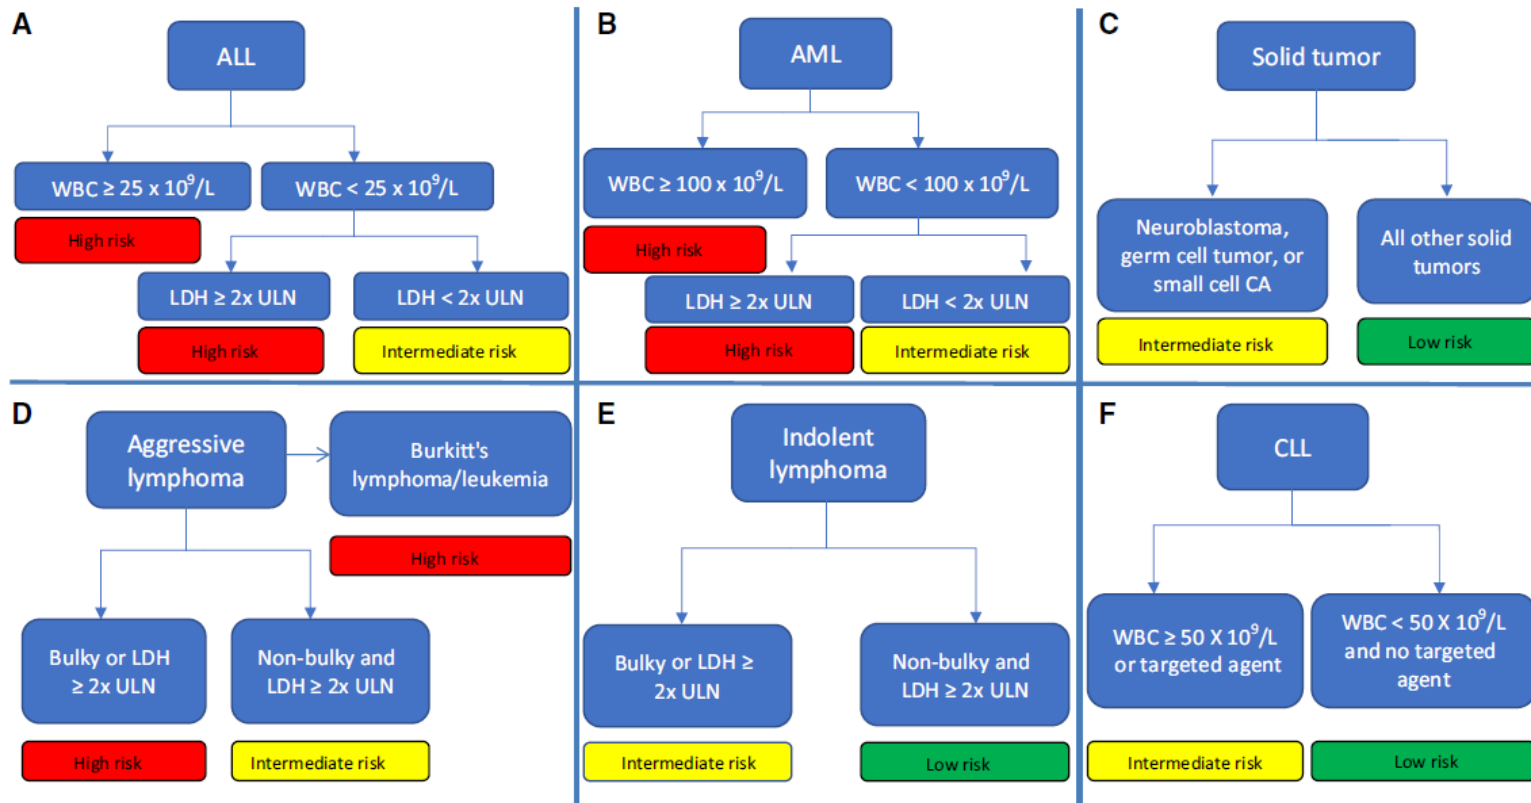 A
ALL
WBC ≥ 25 x 10⁹/L
WBC < 25 x 10⁹/L
High risk
LDH ≥ 2x ULN
LDH < 2x ULN
High risk
Intermediate risk
B
AML
WBC ≥ 100 x 10⁹/L
WBC < 100 x 10⁹/L
High risk
LDH ≥ 2x ULN
LDH < 2x ULN
High risk
Intermediate risk
C
Solid tumor
Neuroblastoma,
germ cell tumor, or
small cell CA
All other solid
tumors
Intermediate risk
Low risk
D
Aggressive
lymphoma
Burkitt's
lymphoma/leukemia
High risk
Bulky or LDH
≥ 2x ULN
Non-bulky and
LDH ≥ 2x ULN
High risk
Intermediate risk
E
Indolent
lymphoma
Bulky or LDH ≥
2x ULN
Non-bulky and
LDH ≥ 2x ULN
Intermediate risk
Low risk
F
CLL
WBC ≥ 50 X 10⁹/L
or targeted agent
WBC < 50 X 10⁹/L
and no targeted
agent
Intermediate risk
Low risk